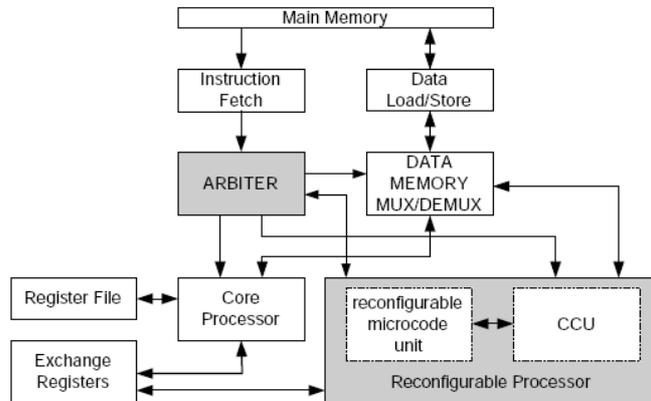 Main Memory
Instruction
Fetch
Data
Load/Store
ARBITER
DATA
MEMORY
MUX/DEMUX
Register File
Core
Processor
reconfigurable
microcode
unit
CCU
Exchange
Registers
Reconfigurable Processor